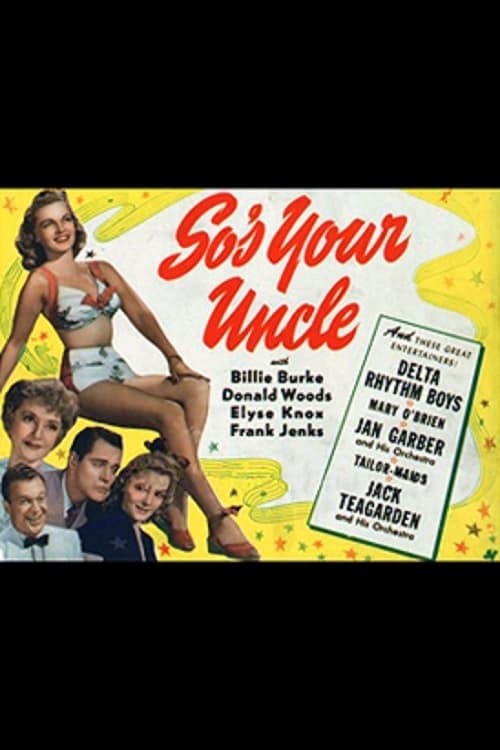 So's Your
Uncle
with
Billie Burke
Donald Woods
Elyse Knox
Frank Jenks
And THESE GREAT
ENTERTAINERS!
DELTA
RHYTHM BOYS
MARY O'BRIEN
JAN GARBER
and His Orchestra
TAILOR-MAIDS
JACK
TEAGARDEN
and His Orchestra